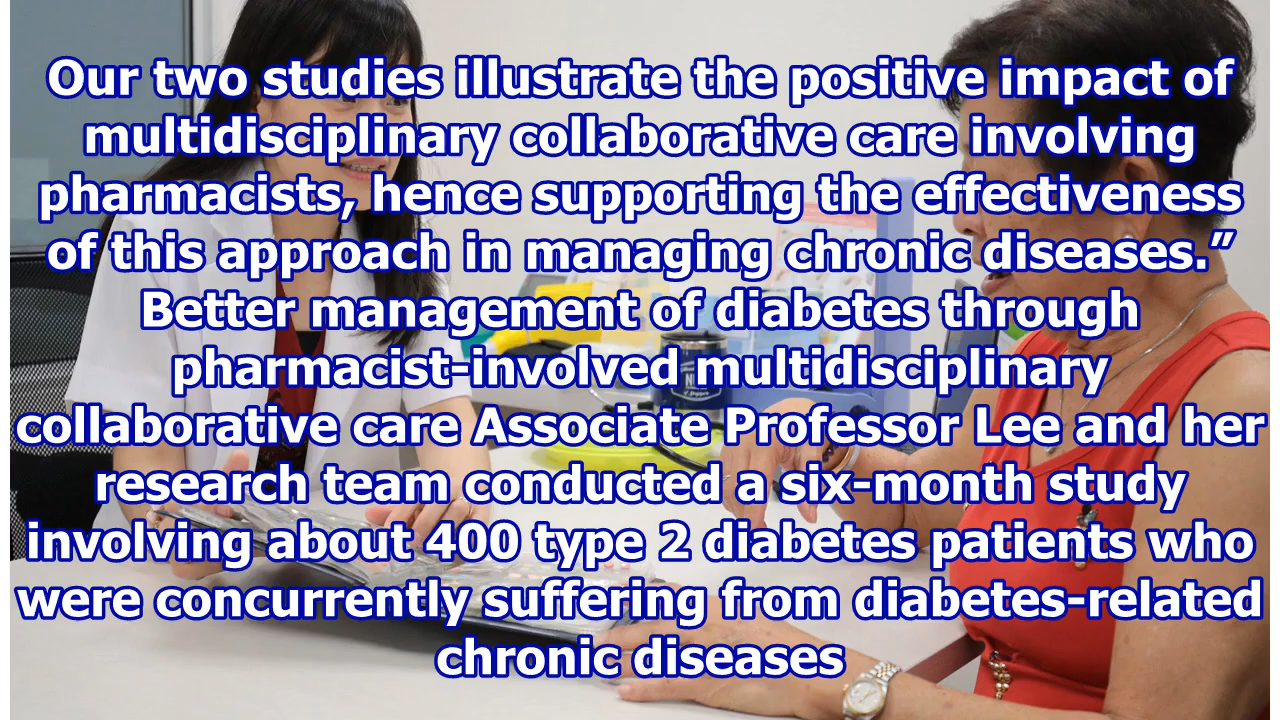 Our two studies illustrate the positive impact of
multidisciplinary collaborative care involving
pharmacists, hence supporting the effectiveness
of this approach in managing chronic diseases.”
Better management of diabetes through
pharmacist-involved multidisciplinary
collaborative care Associate Professor Lee and her
research team conducted a six-month study
involving about 400 type 2 diabetes patients who
were concurrently suffering from diabetes-related
chronic diseases